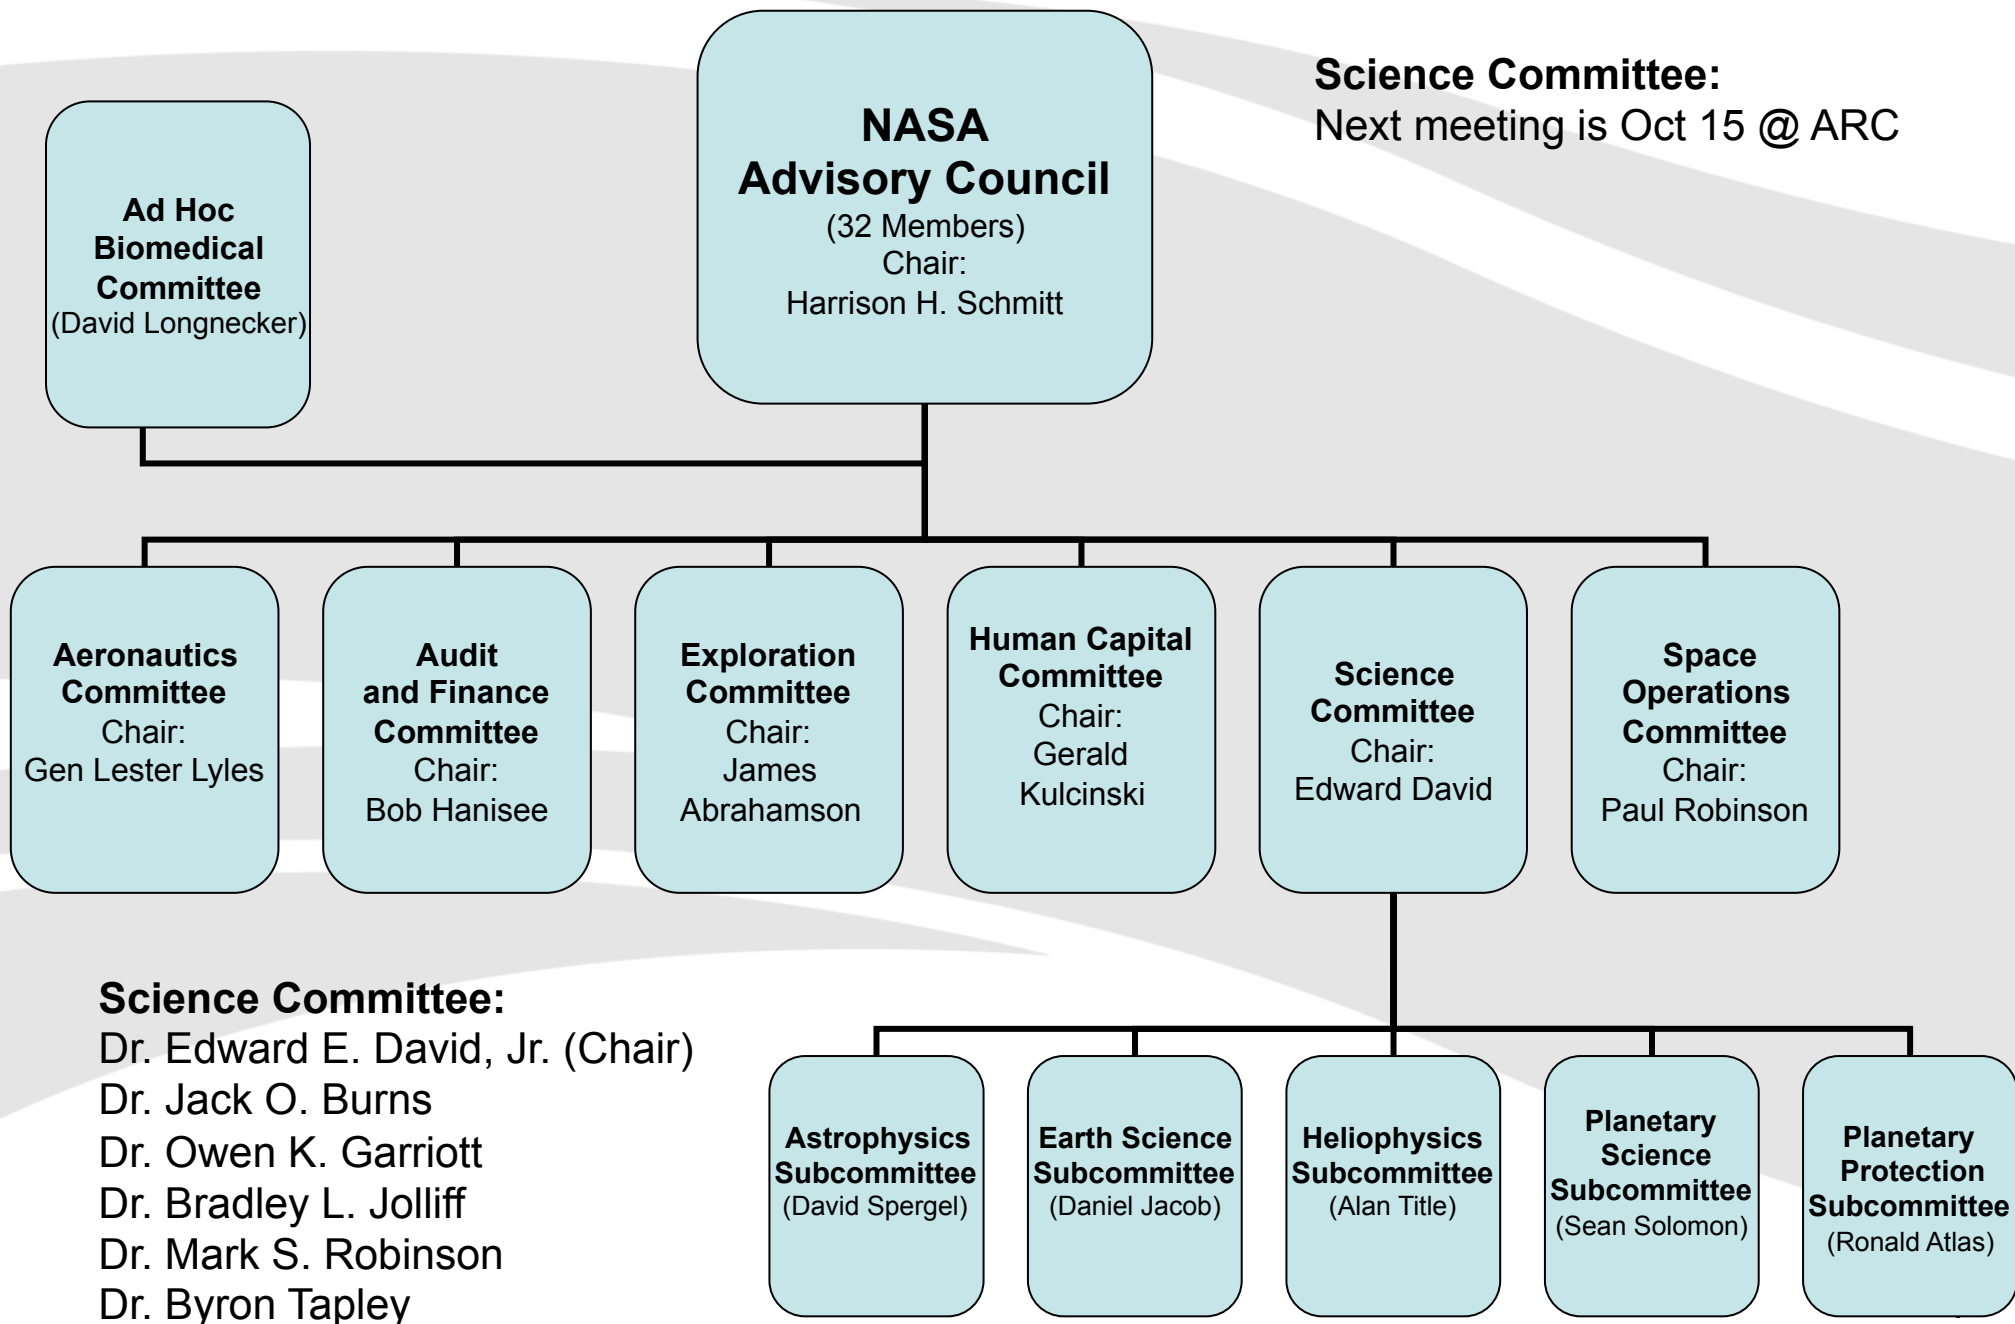 NASA
Advisory Council
(32 Members)
Chair:
Harrison H. Schmitt
Science Committee:
Next meeting is Oct 15 @ ARC
Ad Hoc
Biomedical
Committee
(David Longnecker)
Aeronautics
Committee
Chair:
Gen Lester Lyles
Audit
and Finance
Committee
Chair:
Bob Hanisee
Exploration
Committee
Chair:
James
Abrahamson
Human Capital
Committee
Chair:
Gerald
Kulcinski
Science
Committee
Chair:
Edward David
Space
Operations
Committee
Chair:
Paul Robinson
Science Committee:
Dr. Edward E. David, Jr. (Chair)
Dr. Jack O. Burns
Dr. Owen K. Garriott
Dr. Bradley L. Jolliff
Dr. Mark S. Robinson
Dr. Byron Tapley
Astrophysics
Subcommittee
(David Spergel)
Earth Science
Subcommittee
(Daniel Jacob)
Heliophysics
Subcommittee
(Alan Title)
Planetary
Science
Subcommittee
(Sean Solomon)
Planetary
Protection
Subcommittee
(Ronald Atlas)